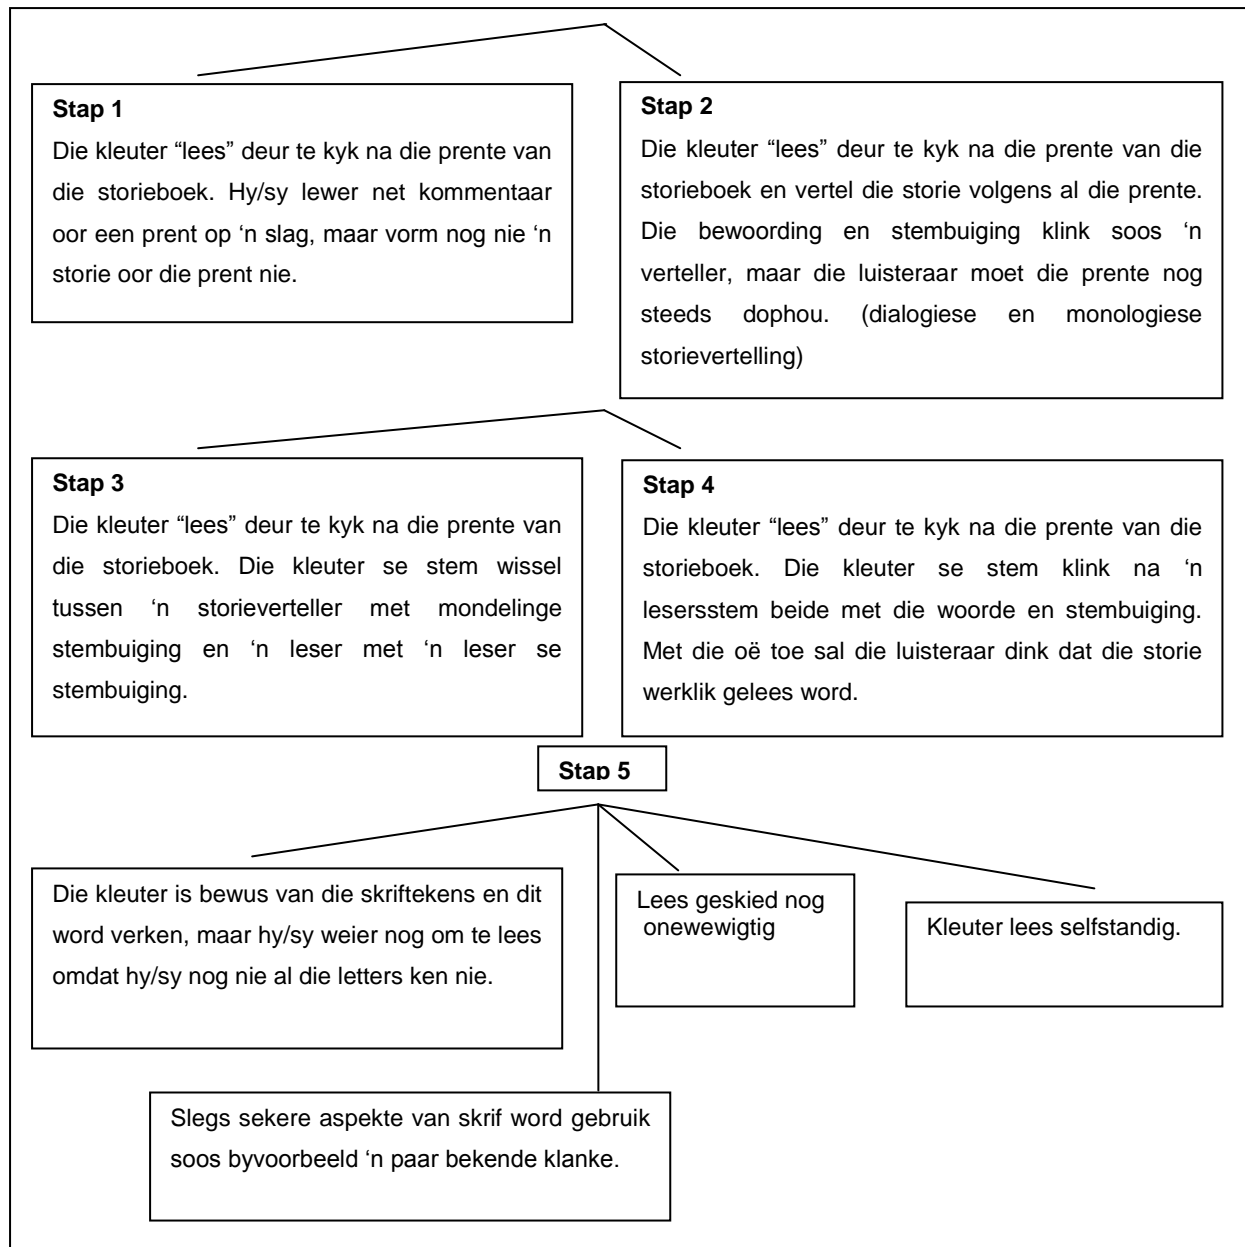 Stap 1
Die kleuter “lees” deur te kyk na die prente van
die storieboek. Hy/sy lewer net kommentaar
oor een prent op ‘n slag, maar vorm nog nie ‘n
storie oor die prent nie.
Stap 2
Die kleuter “lees” deur te kyk na die prente van die
storieboek en vertel die storie volgens al die prente.
Die bewoording en stembuiging klink soos ‘n
verteller, maar die luisteraar moet die prente nog
steeds dophou. (dialogiese en monologiese
storievertelling)
Stap 3
Die kleuter “lees” deur te kyk na die prente van
die storieboek. Die kleuter se stem wissel
tussen ‘n storieverteller met mondelinge
stembuiging en ‘n leser met ‘n leser se
stembuiging.
Stap 4
Die kleuter “lees” deur te kyk na die prente van die
storieboek. Die kleuter se stem klink na ‘n
lesersstem beide met die woorde en stembuiging.
Met die oë toe sal die luisteraar dink dat die storie
werklik gelees word.
Stap 5
Die kleuter is bewus van die skriftekens en dit
word verken, maar hy/sy weier nog om te lees
omdat hy/sy nog nie al die letters ken nie.
Lees geskied nog
onewewigtig
Kleuter lees selfstandig.
Slegs sekere aspekte van skrif word gebruik
soos byvoorbeeld ‘n paar bekende klanke.